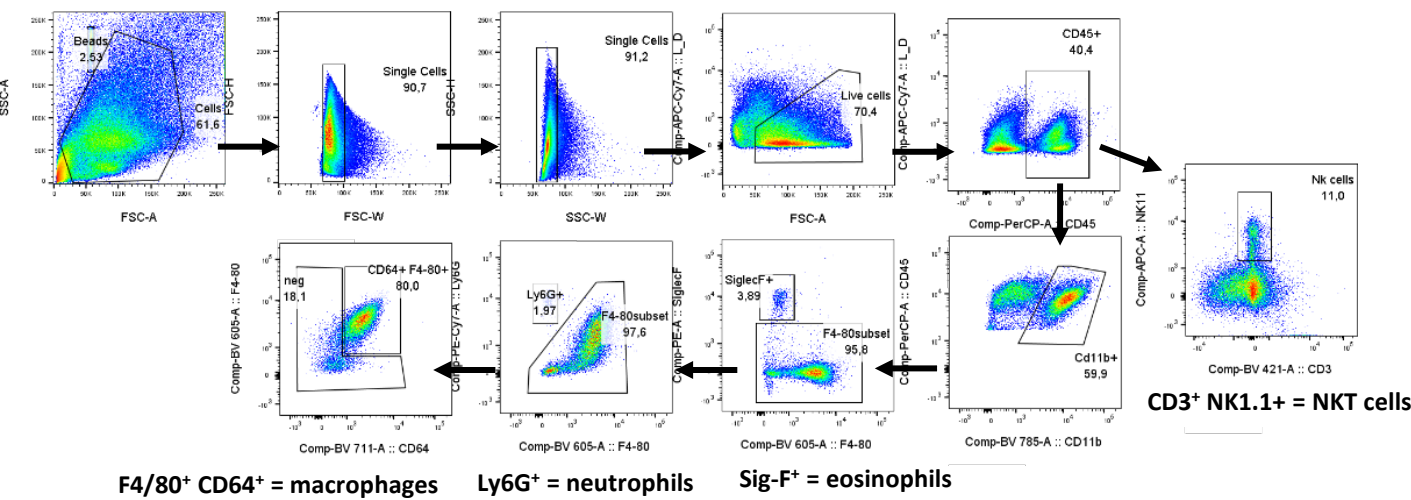 Beads
2,53
Cells
61,6
SSC-A
FSC-A
Single Cells
90,7
FSC-H
FSC-W
Single Cells
91,2
SSC-H
SSC-W
Live cells
70,4
Comp-APC-Cy7-A :: L_D
FSC-A
CD45+
40,4
Comp-APC-Cy7-A :: L_D
Comp-PerCP-A :: CD45
Nk cells
11,0
Comp-APC-A :: NK11
Comp-BV 421-A :: CD3
CD3+ NK1.1+ = NKT cells
neg
18,1
CD64+ F4-80+
80,0
Comp-BV 605-A :: F4-80
Comp-BV 711-A :: CD64
Ly6G+
1,97
F4-80subset
97,6
Comp-PE-Cy7-A :: Ly6G
Comp-BV 605-A :: F4-80
SiglecF+
3,89
F4-80subset
95,8
Comp-PE-A :: SiglecF
Comp-BV 605-A :: F4-80
Cd11b+
59,9
Comp-PerCP-A :: CD45
Comp-BV 785-A :: CD11b
F4/80+ CD64+ = macrophages
Ly6G+ = neutrophils
Sig-F+ = eosinophils